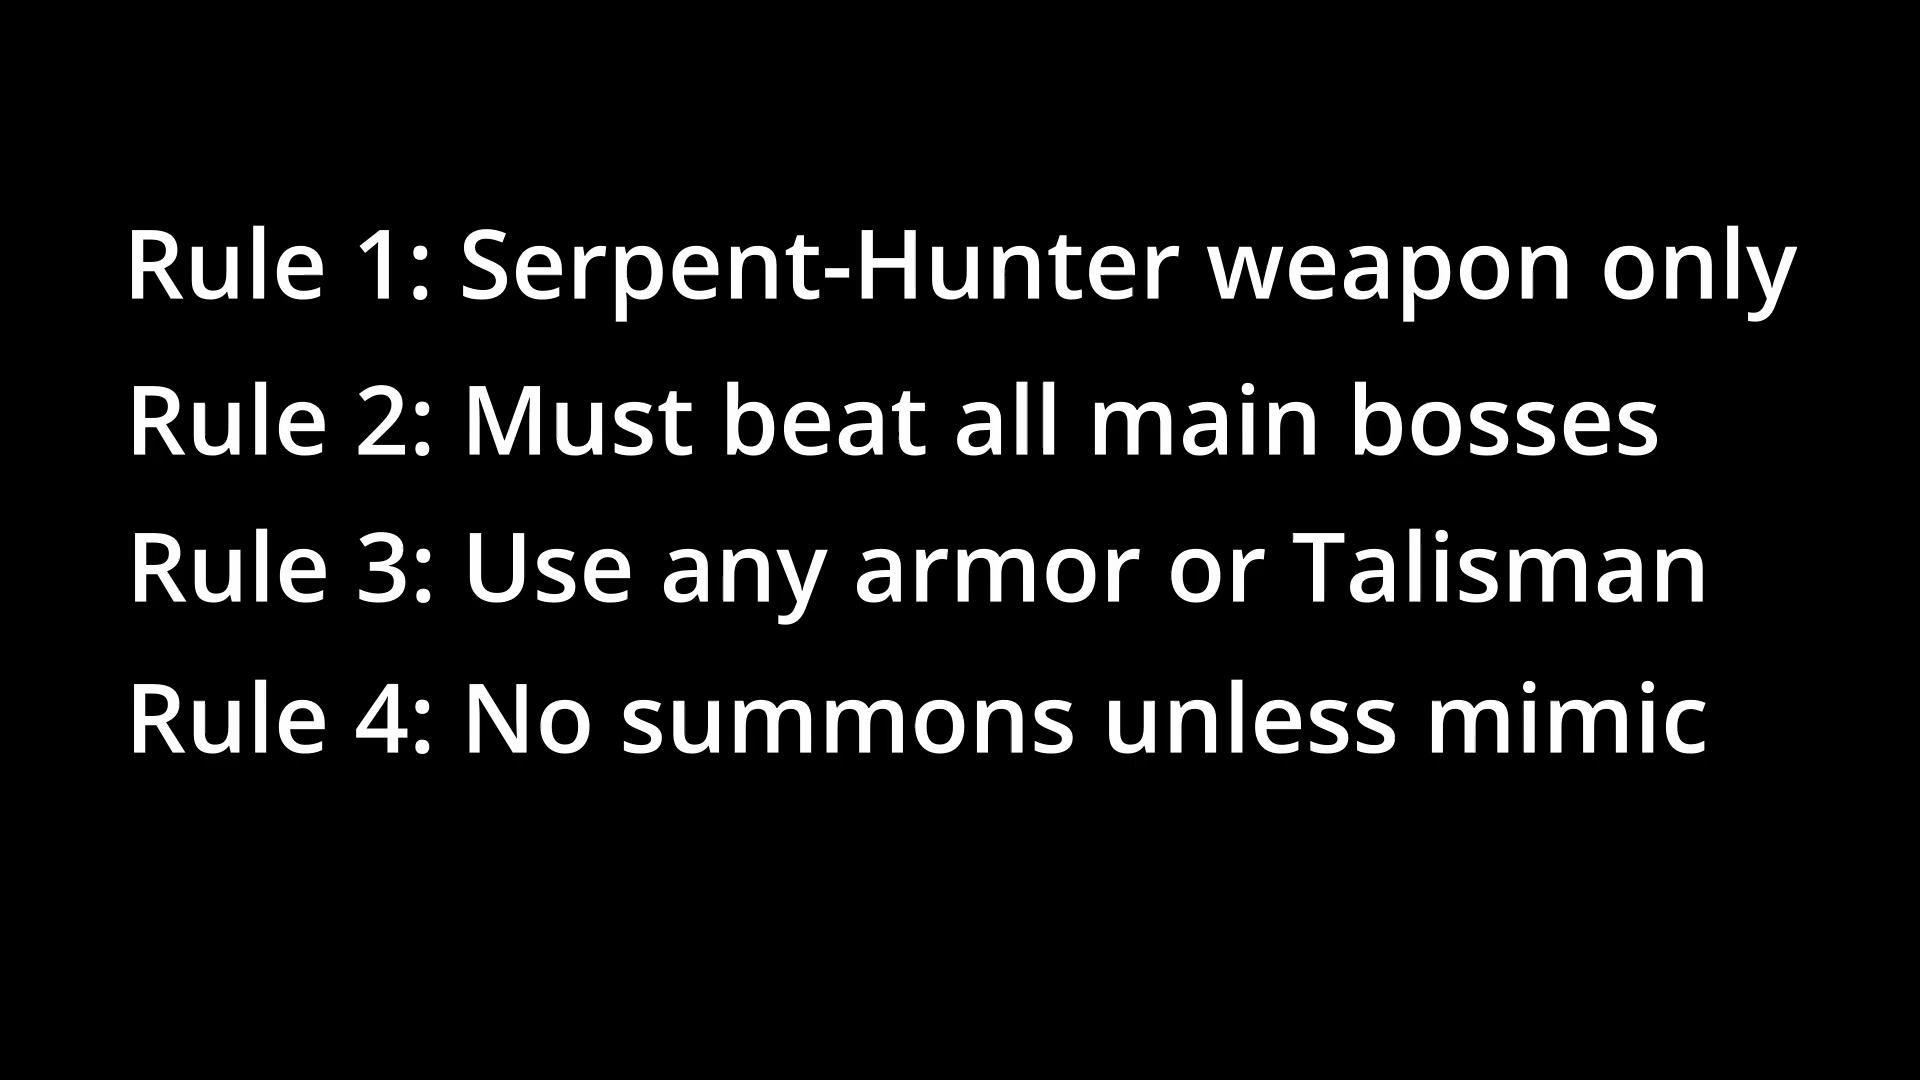 Rule 1: Serpent-Hunter weapon only
Rule 2: Must beat all main bosses
Rule 3: Use any armor or Talisman
Rule 4: No summons unless mimic